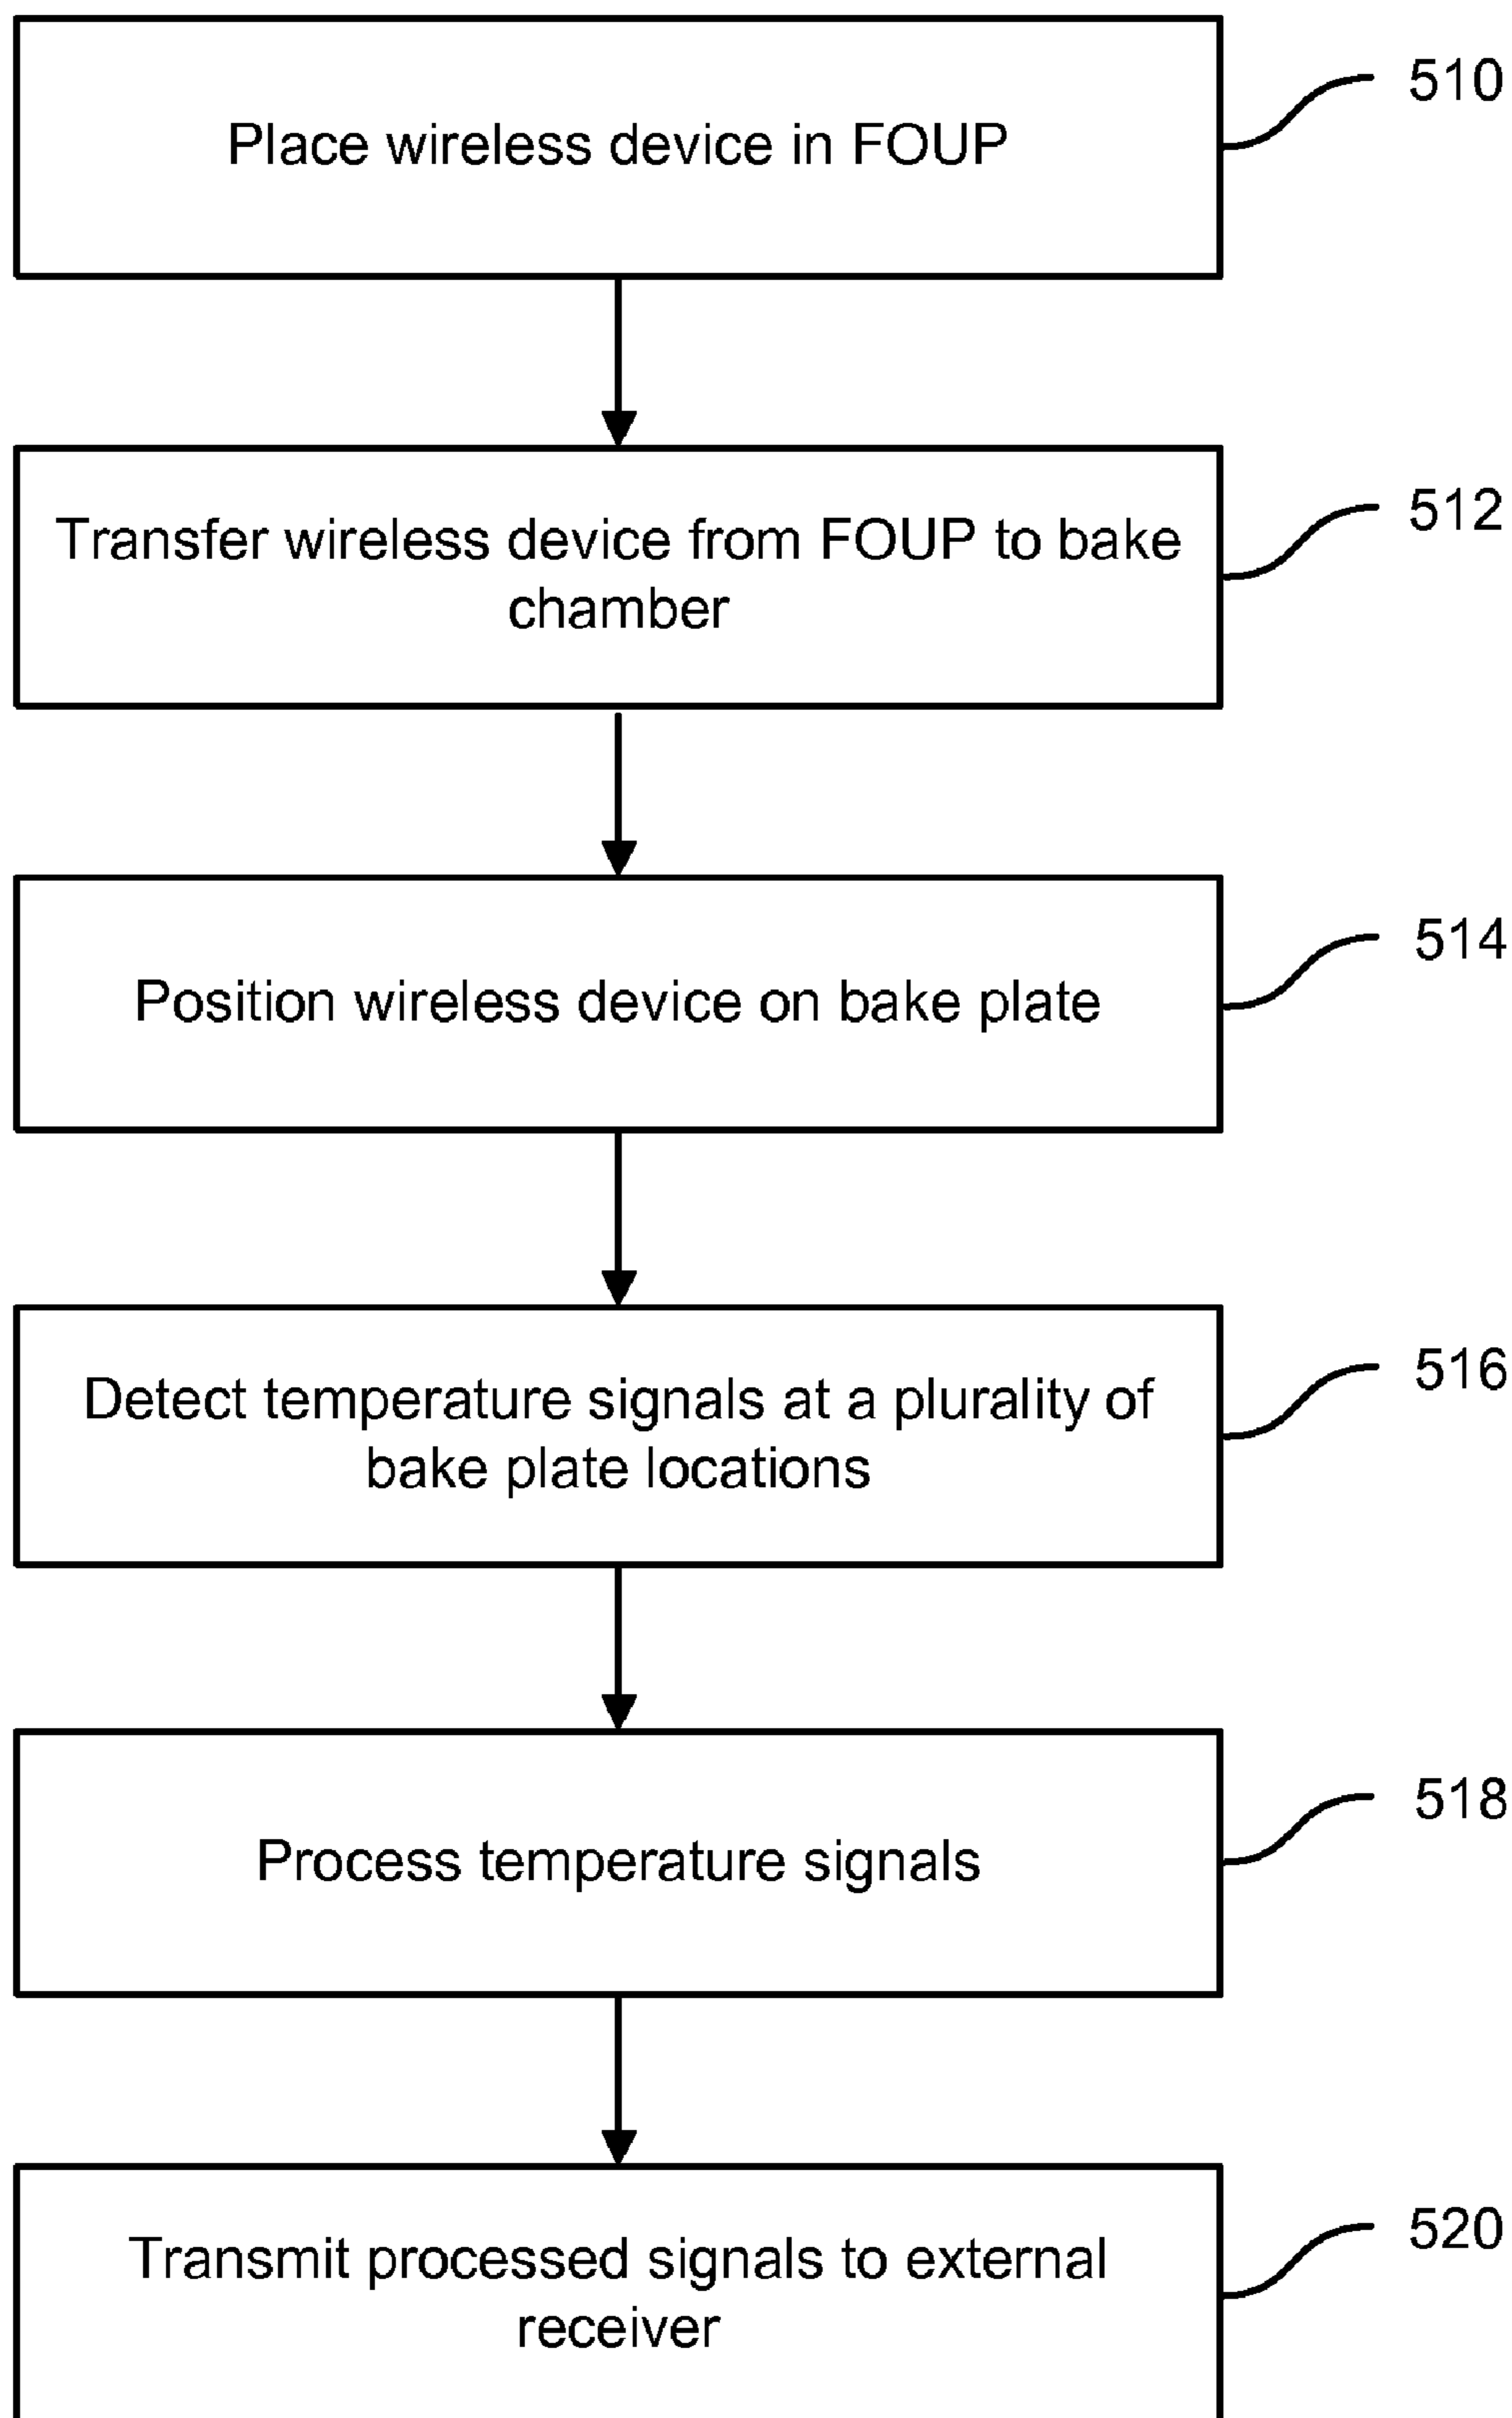 Place wireless device in FOUP
510
Transfer wireless device from FOUP to bake
chamber
512
Position wireless device on bake plate
514
Detect temperature signals at a plurality of
bake plate locations
516
Process temperature signals
518
Transmit processed signals to external
receiver
520